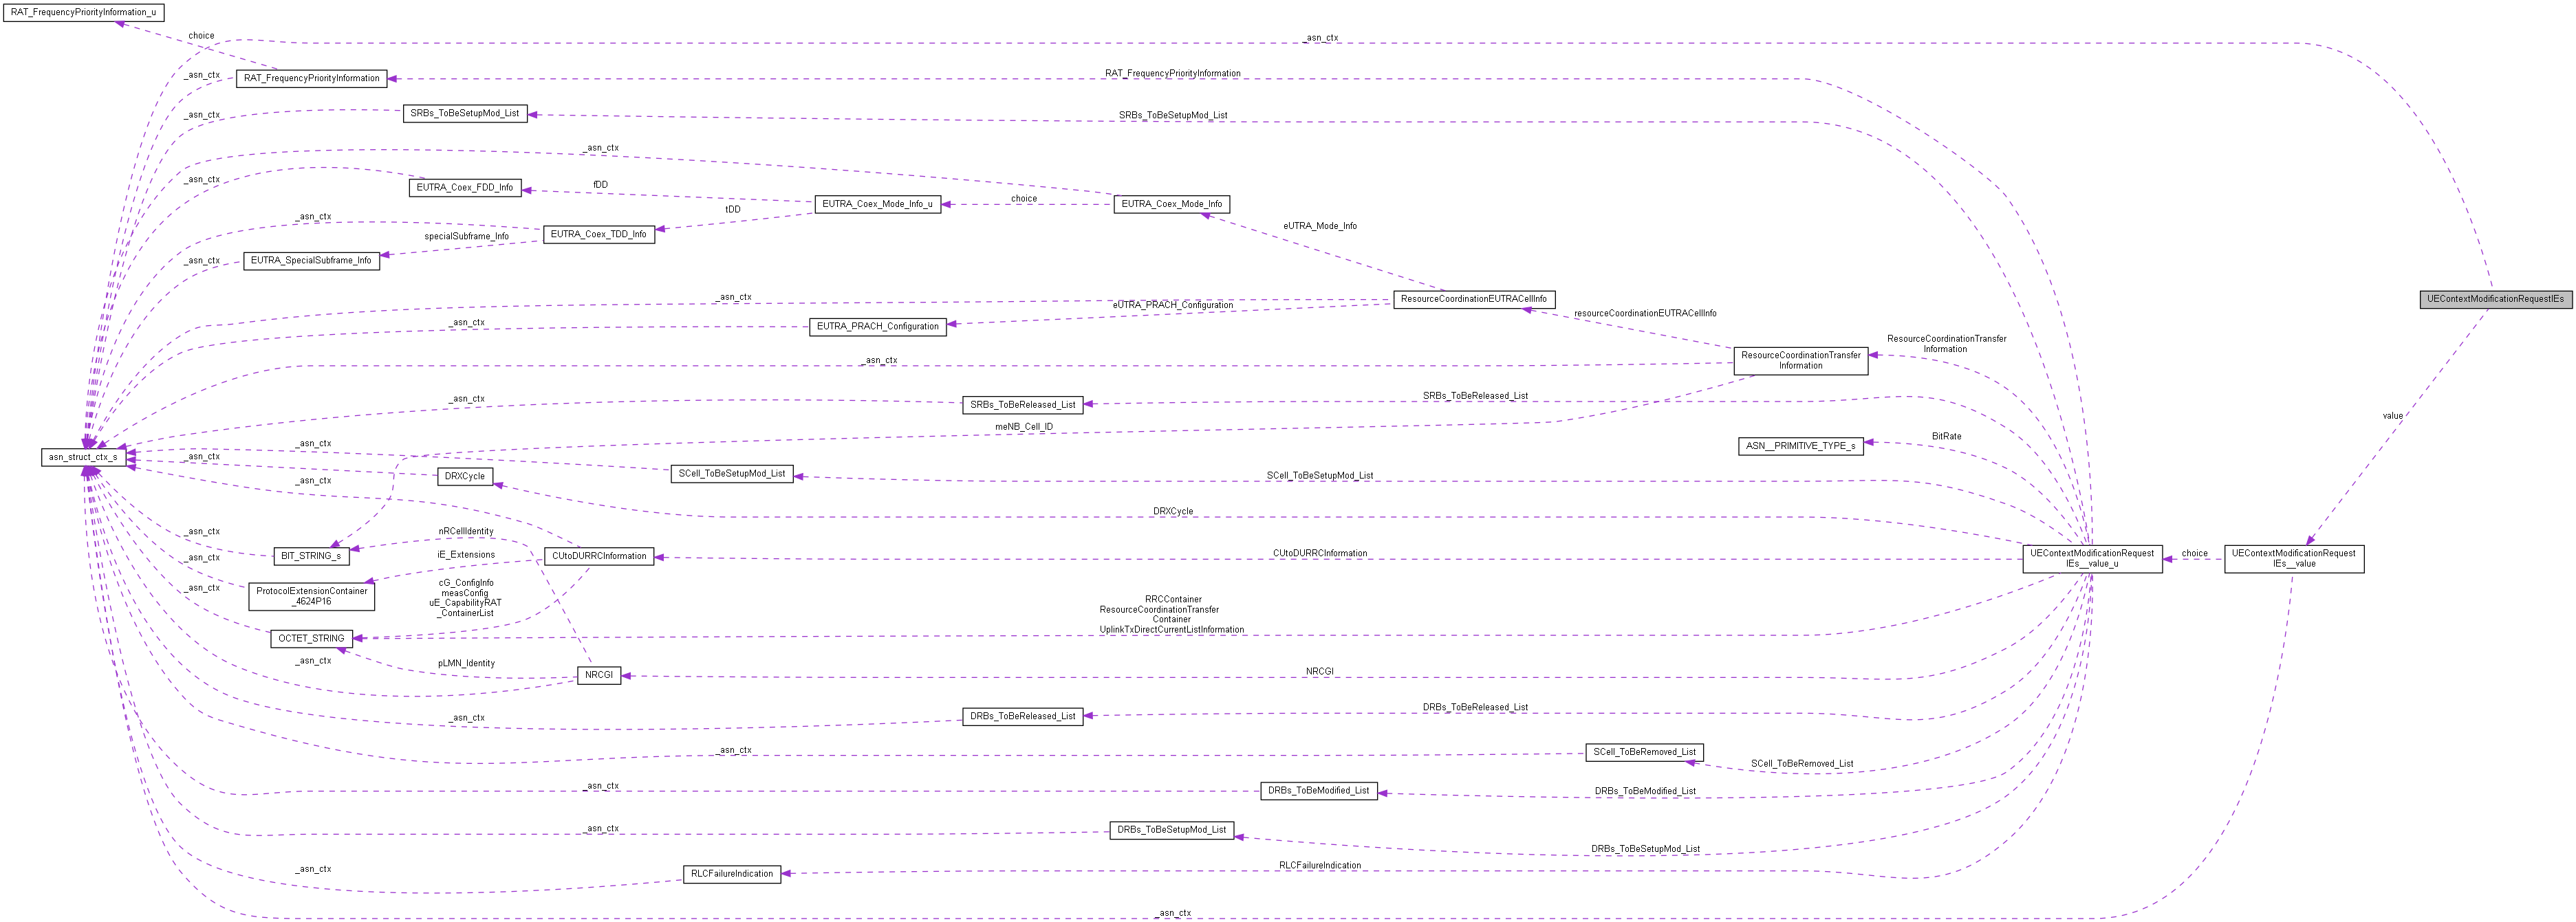 RAT_FrequencyPriorityInformation_u
choice
_asn_ctx
_asn_ctx
RAT_FrequencyPriorityInformation
RAT_FrequencyPriorityInformation
_asn_ctx
SRBs_ToBeSetupMod_List
SRBs_ToBeSetupMod_List
_asn_ctx
_asn_ctx
EUTRA_Coex_FDD_Info
fDD
EUTRA_Coex_Mode_Info_u
choice
EUTRA_Coex_Mode_Info
tDD
_asn_ctx
EUTRA_Coex_TDD_Info
specialSubframe_Info
eUTRA_Mode_Info
_asn_ctx
EUTRA_SpecialSubframe_Info
_asn_ctx
ResourceCoordinationEUTRACellInfo
UEContextModificationRequestIEs
eUTRA_PRACH_Configuration
resourceCoordinationEUTRACellInfo
_asn_ctx
EUTRA_PRACH_Configuration
ResourceCoordinationTransfer
Information
ResourceCoordinationTransfer
Information
_asn_ctx
_asn_ctx
SRBs_ToBeReleased_List
SRBs_ToBeReleased_List
value
meNB_Cell_ID
BitRate
ASN__PRIMITIVE_TYPE_s
_asn_ctx
asn_struct_ctx_s
_asn_ctx
DRXCycle
SCell_ToBeSetupMod_List
SCell_ToBeSetupMod_List
_asn_ctx
DRXCycle
_asn_ctx
nRCellIdentity
BIT_STRING_s
iE_Extensions
CUtoDURRCInformation
CUtoDURRCInformation
UEContextModificationRequest
IEs__value_u
choice
UEContextModificationRequest
IEs__value
_asn_ctx
ProtocolExtensionContainer
_4624P16
_asn_ctx
cG_ConfigInfo
measConfig
uE_CapabilityRAT
_ContainerList
RRCContainer
ResourceCoordinationTransfer
Container
UplinkTxDirectCurrentListInformation
OCTET_STRING
_asn_ctx
pLMN_Identity
NRCGI
NRCGI
_asn_ctx
DRBs_ToBeReleased_List
DRBs_ToBeReleased_List
_asn_ctx
SCell_ToBeRemoved_List
SCell_ToBeRemoved_List
_asn_ctx
DRBs_ToBeModified_List
DRBs_ToBeModified_List
_asn_ctx
DRBs_ToBeSetupMod_List
DRBs_ToBeSetupMod_List
_asn_ctx
RLCFailureIndication
RLCFailureIndication
_asn_ctx